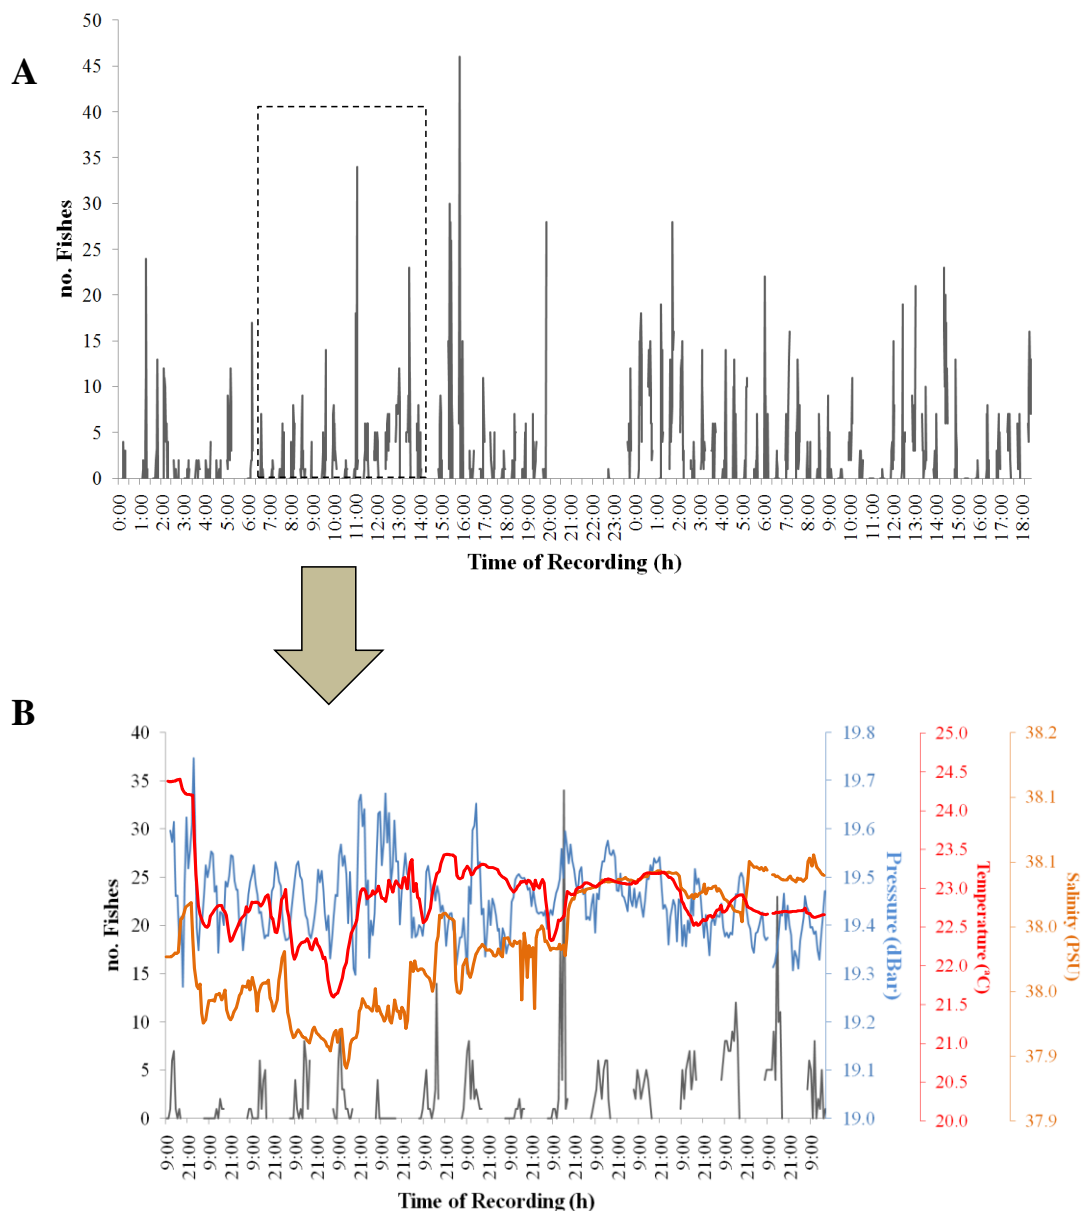 A
50
45
40
35
30
25
20
15
10
5
0
no. Fishes
0:00 1:00 2:00 3:00 4:00 5:00 6:00 7:00 8:00 9:00 10:00 11:00 12:00 13:00 14:00 15:00 16:00 17:00 18:00 19:00 20:00 21:00 22:00 23:00 0:00 1:00 2:00 3:00 4:00 5:00 6:00 7:00 8:00 9:00 10:00 11:00 12:00 13:00 14:00 15:00 16:00 17:00 18:00
Time of Recording (h)
B
40 19.8 25.0 38.2
35 19.7 24.5 38.1
30 19.6 24.0 38.1
25 19.5 23.5 38.0
20 19.4 23.0 38.0
15 19.3 22.5 37.9
10 19.2 22.0 37.9
5 19.1 21.5
0 19.0 21.0
20.5
20.0
no. Fishes
Pressure (dBar)
Temperature (ªC)
Salinity (PSU)
9:00 21:00 9:00 21:00 9:00 21:00 9:00 21:00 9:00 21:00 9:00 21:00 9:00 21:00 9:00 21:00 9:00 21:00 9:00 21:00 9:00 21:00 9:00 21:00 9:00 21:00 9:00 21:00 9:00
Time of Recording (h)